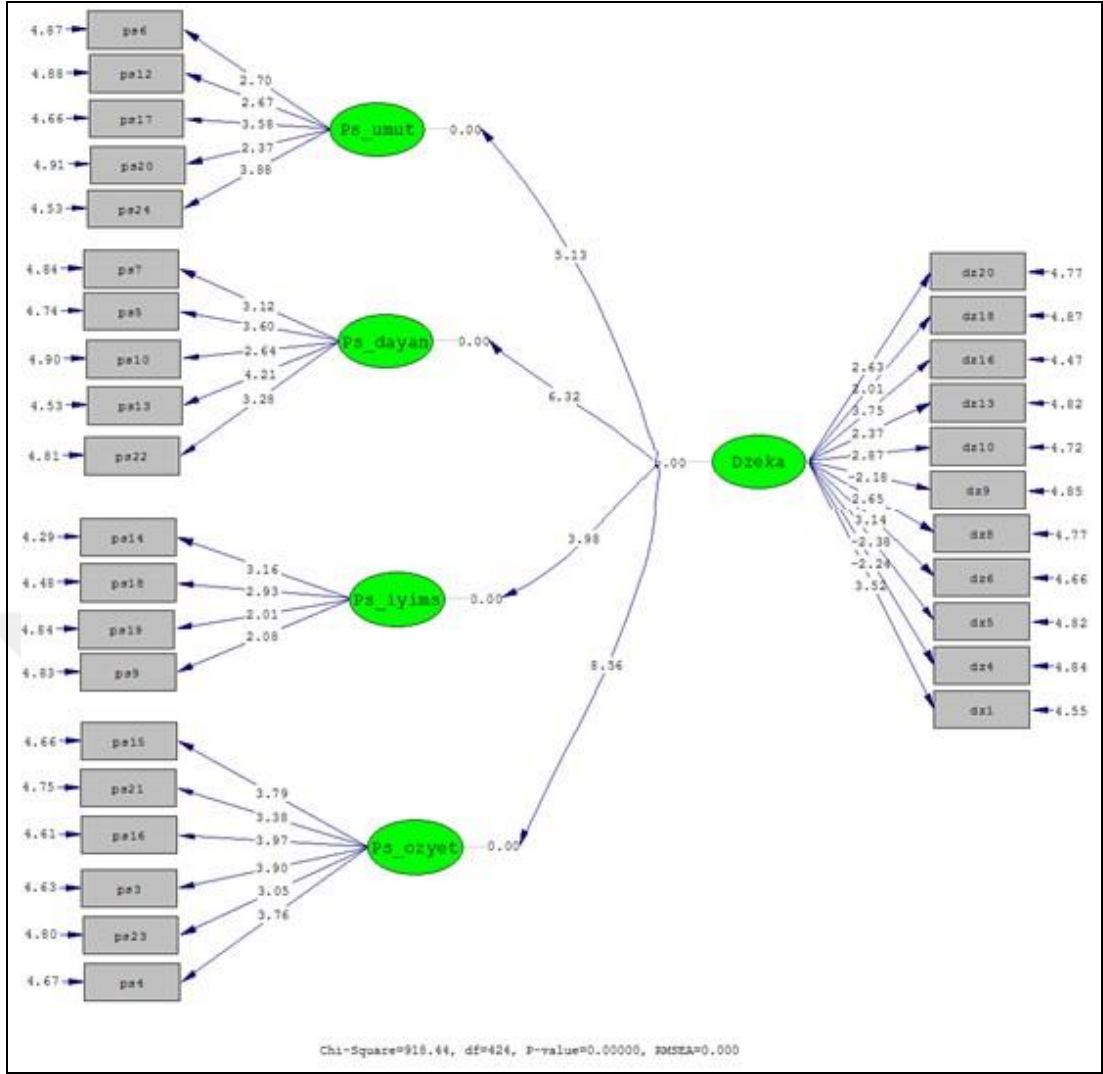 4.87 ps6
4.88 ps12
4.66 ps17
4.91 ps20
4.53 ps24
2.70
2.67
3.58
2.37
3.88
Ps_umut 0.00
4.84 ps7
4.74 ps5
4.90 ps10
4.53 ps13
4.81 ps22
3.12
3.60
2.64
4.21
3.28
Ps_dayan 0.00
4.29 ps14
4.48 ps18
4.84 ps19
4.83 ps9
3.16
2.93
2.01
2.08
Ps_iyims 0.00
4.66 ps15
4.75 ps21
4.61 ps16
4.63 ps3
4.80 ps23
4.67 ps4
3.79
3.38
3.97
3.90
3.05
3.76
Ps_ozyet 0.00
5.13
6.32
3.98
8.36
0.00 Dzeka
2.63
2.01
3.75
2.37
2.87
-2.18
2.65
3.14
-2.38
-2.24
3.52
dz20 4.77
dz18 4.87
dz16 4.47
dz13 4.82
dz10 4.72
dz9 4.85
dz8 4.77
dz6 4.66
dz5 4.82
dz4 4.84
dz1 4.55
Chi-Square=918.44, df=424, P-value=0.00000, RMSEA=0.000